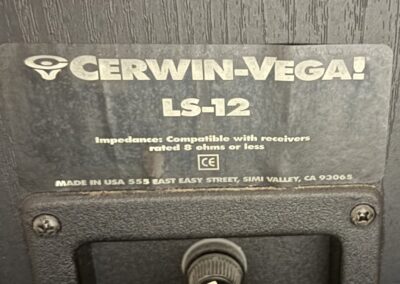 CERWIN-VEGA!
LS-12
Impedance: Compatible with receivers
rated 8 ohms or less
CE
MADE IN USA 555 EAST EASY STREET, SIMI VALLEY, CA 93065